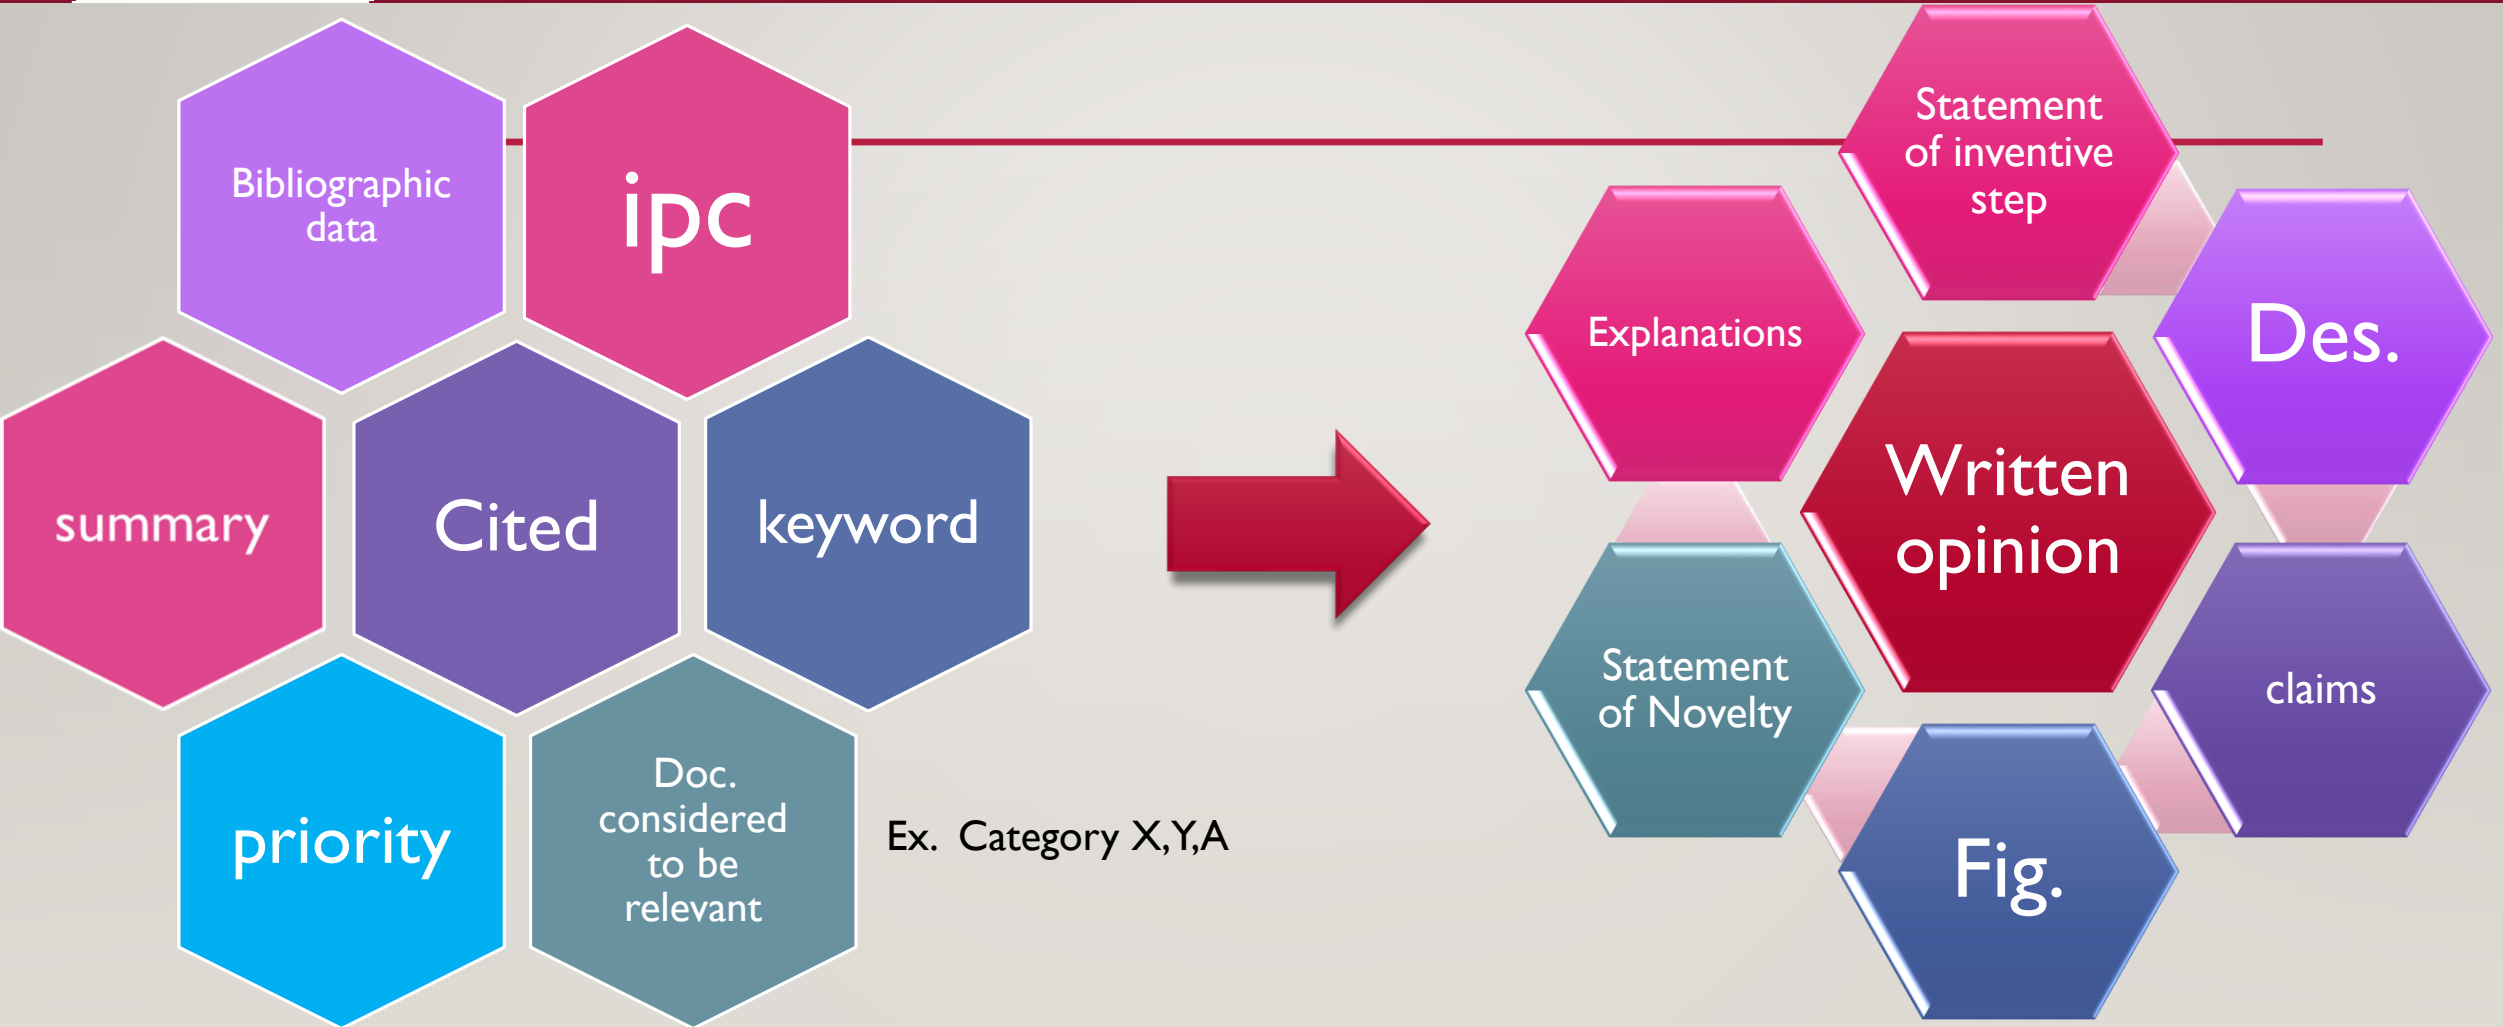 Bibliographic
data
ipc
summary
Cited
keyword
priority
Doc.
considered
to be
relevant
Ex. Category X,Y,A
Statement
of inventive
step
Explanations
Des.
Written
opinion
Statement
of Novelty
claims
Fig.